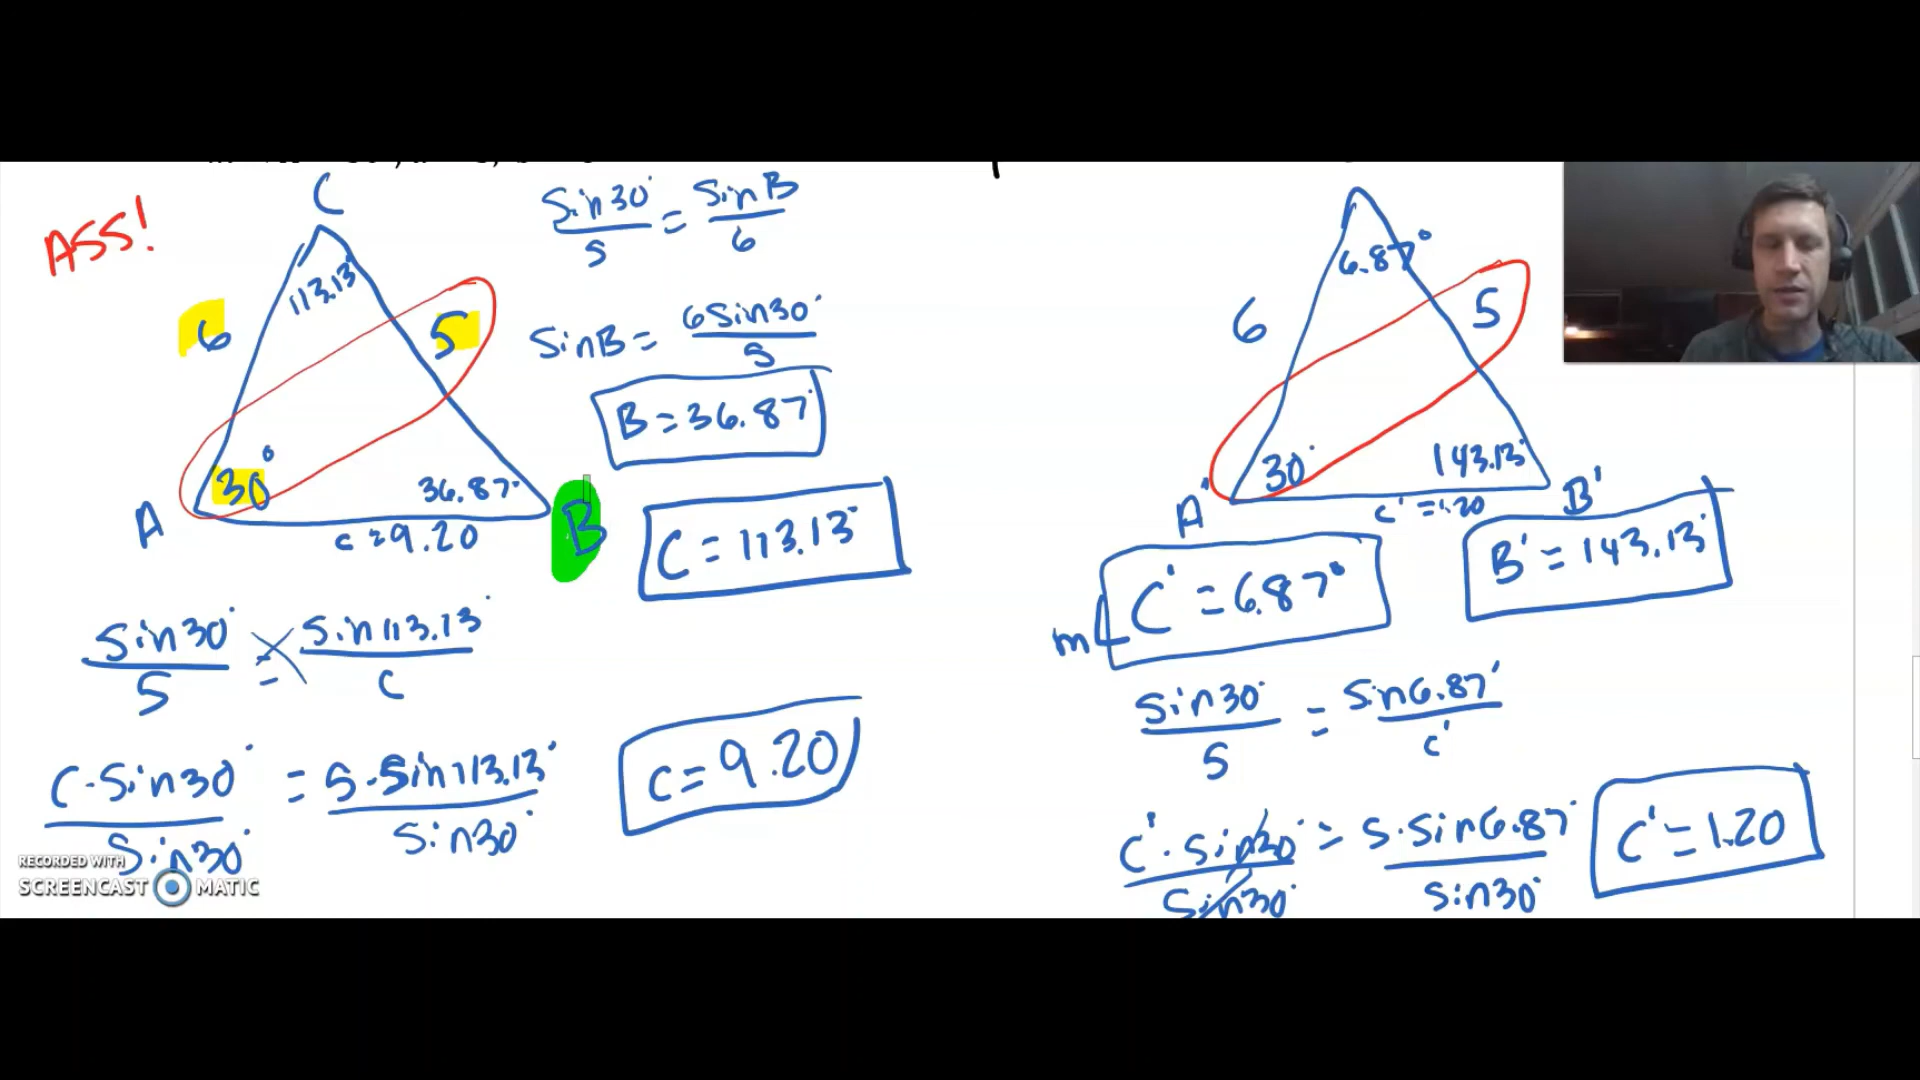 ASS!
C
113.13°
6
5
30°
36.87°
A
B
c=9.20
sin30°/5 = sinB/6
sinB = 6sin30°/5
B = 36.87°
C = 113.13°
sin30°/5 = sin113.13°/c
c·sin30°/sin30° = 5·sin113.13°/sin30°
c = 9.20
6.87°
6
5
30°
143.13°
A'
B'
c'=1.20
m∠C' = 6.87°
B' = 143.13°
sin30°/5 = sin6.87°/c'
c'·sin30°/sin30° = 5·sin6.87°/sin30°
c' = 1.20
RECORDED WITH
SCREENCAST MATIC